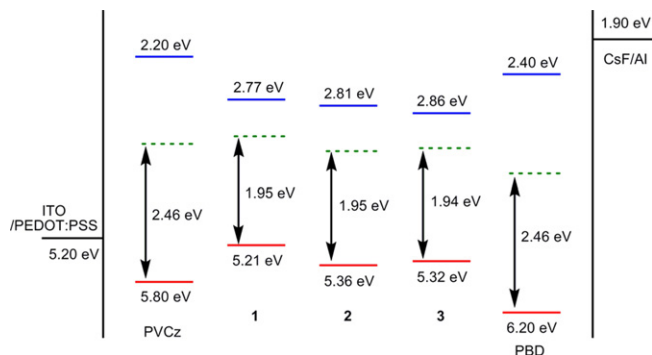 1.90 eV
2.20 eV
2.40 eV
CsF/Al
2.77 eV
2.81 eV
2.86 eV
1.95 eV
1.95 eV
1.94 eV
ITO
/PEDOT:PSS
2.46 eV
2.46 eV
5.20 eV
5.21 eV
5.36 eV
5.32 eV
5.80 eV
1
2
3
6.20 eV
PVCz
PBD